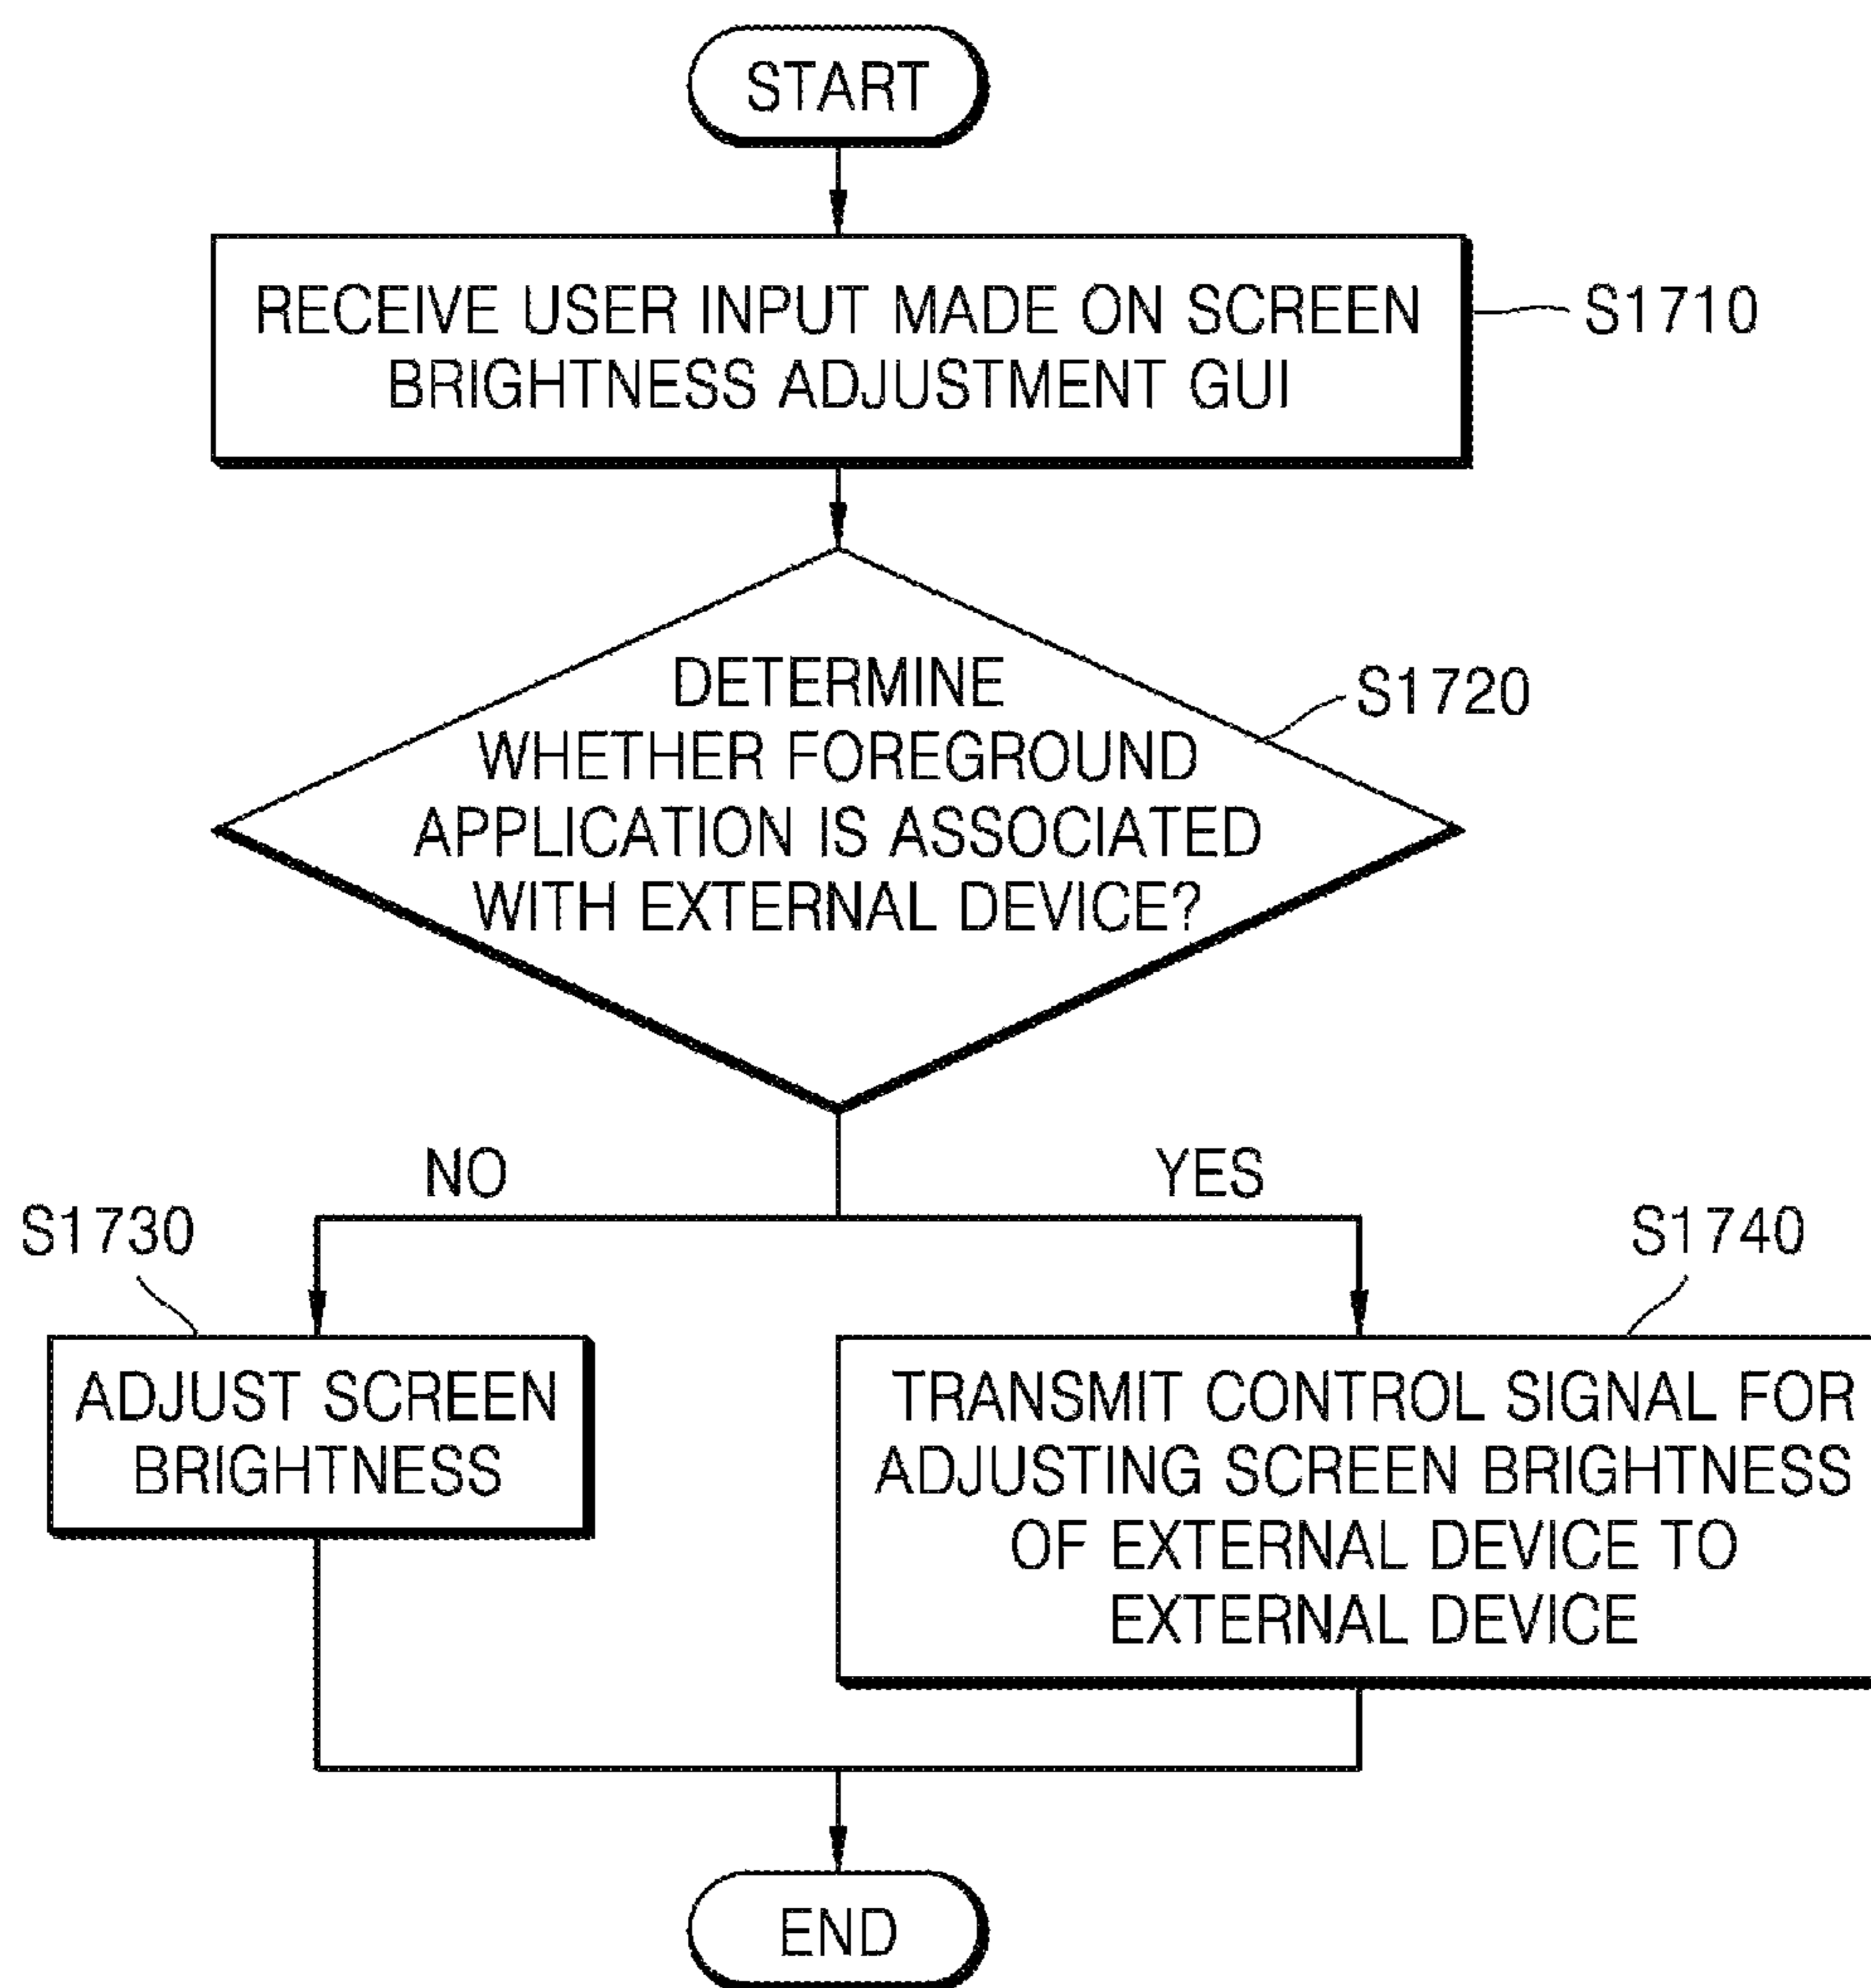 START
RECEIVE USER INPUT MADE ON SCREEN
BRIGHTNESS ADJUSTMENT GUI
S1710
DETERMINE
WHETHER FOREGROUND
APPLICATION IS ASSOCIATED
WITH EXTERNAL DEVICE?
S1720
NO
YES
S1730
S1740
ADJUST SCREEN
BRIGHTNESS
TRANSMIT CONTROL SIGNAL FOR
ADJUSTING SCREEN BRIGHTNESS
OF EXTERNAL DEVICE TO
EXTERNAL DEVICE
END